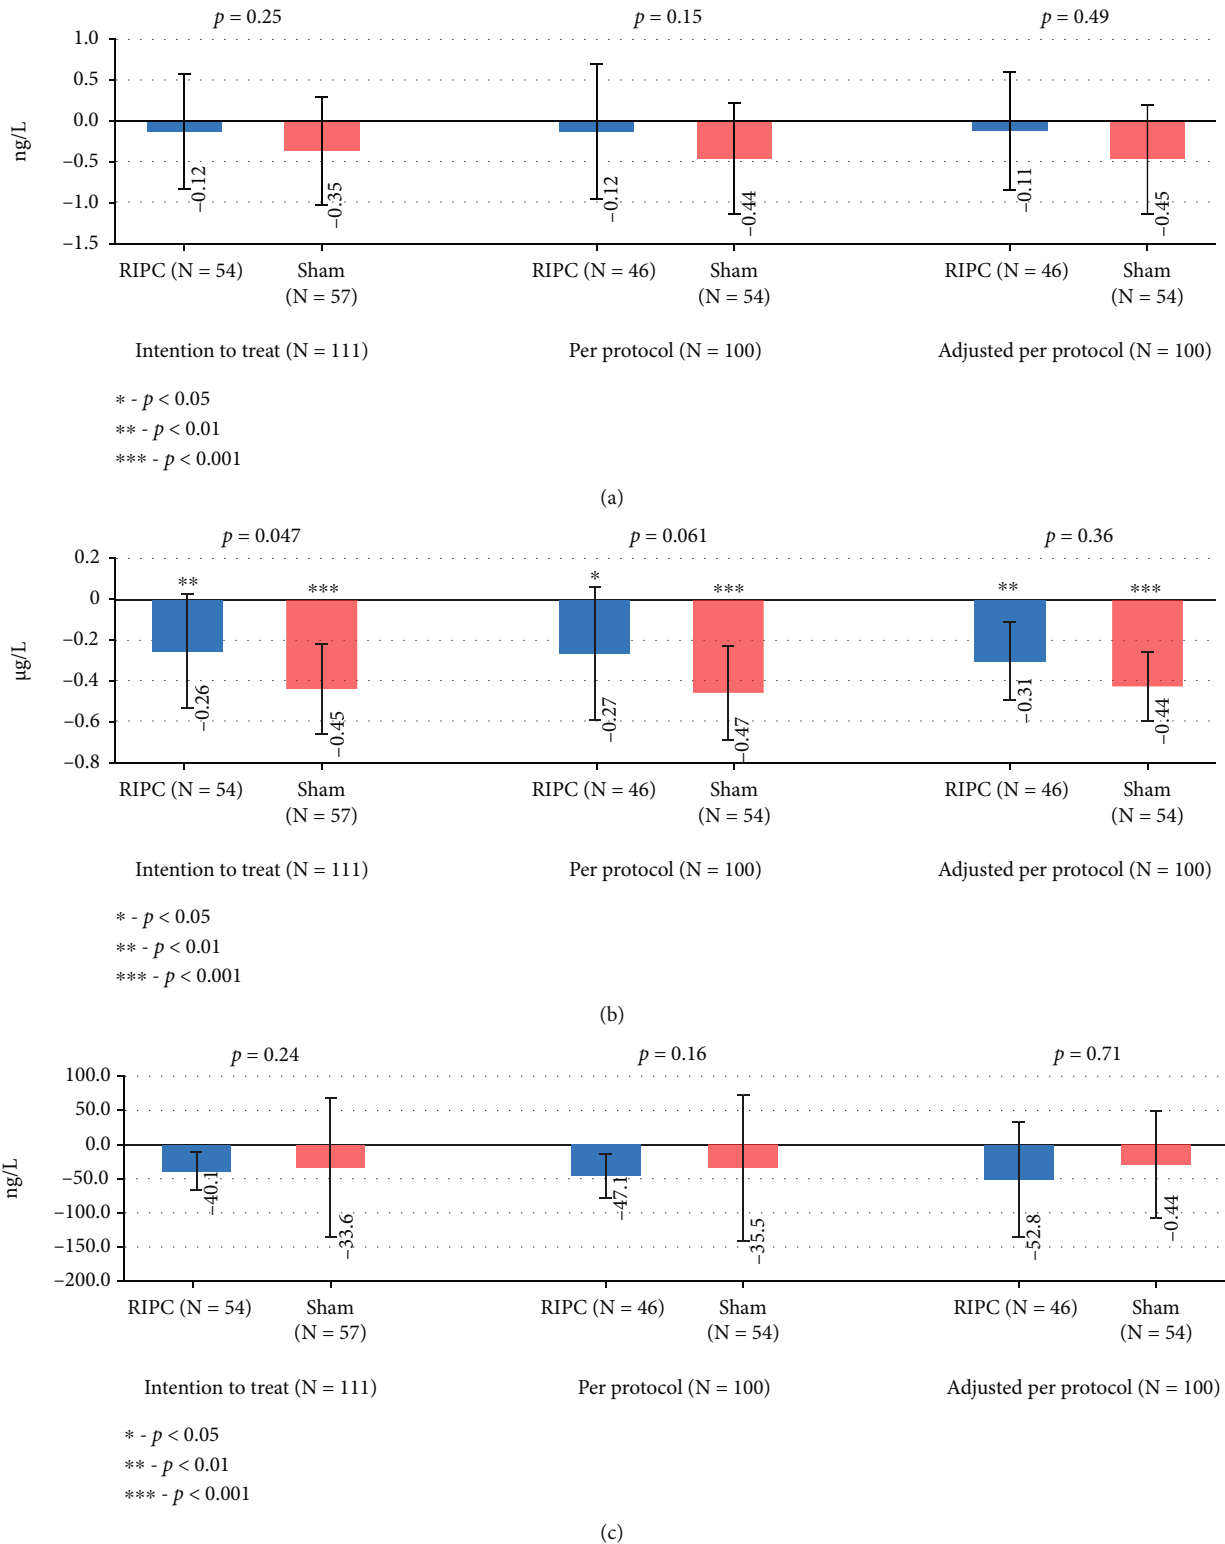 p = 0.25 p = 0.15 p = 0.49
1.0
0.5
0.0
−0.5
−1.0
−1.5
ng/L
−0.12
−0.35
−0.12
−0.44
−0.11
−0.45
RIPC (N = 54) Sham RIPC (N = 46) Sham RIPC (N = 46) Sham
(N = 57) (N = 54) (N = 54)
Intention to treat (N = 111) Per protocol (N = 100) Adjusted per protocol (N = 100)
∗ - p < 0.05
∗∗ - p < 0.01
∗∗∗ - p < 0.001
(a)
p = 0.047 p = 0.061 p = 0.36
0.2
0
−0.2
−0.4
−0.6
−0.8
µg/L
∗∗ ∗∗∗ ∗ ∗∗∗ ∗∗ ∗∗∗
−0.26
−0.45
−0.27
−0.47
−0.31
−0.44
RIPC (N = 54) Sham RIPC (N = 46) Sham RIPC (N = 46) Sham
(N = 57) (N = 54) (N = 54)
Intention to treat (N = 111) Per protocol (N = 100) Adjusted per protocol (N = 100)
∗ - p < 0.05
∗∗ - p < 0.01
∗∗∗ - p < 0.001
(b)
p = 0.24 p = 0.16 p = 0.71
100.0
50.0
0.0
−50.0
−100.0
−150.0
−200.0
ng/L
−40.1
−33.6
−47.1
−35.5
−52.8
−0.44
RIPC (N = 54) Sham RIPC (N = 46) Sham RIPC (N = 46) Sham
(N = 57) (N = 54) (N = 54)
Intention to treat (N = 111) Per protocol (N = 100) Adjusted per protocol (N = 100)
∗ - p < 0.05
∗∗ - p < 0.01
∗∗∗ - p < 0.001
(c)